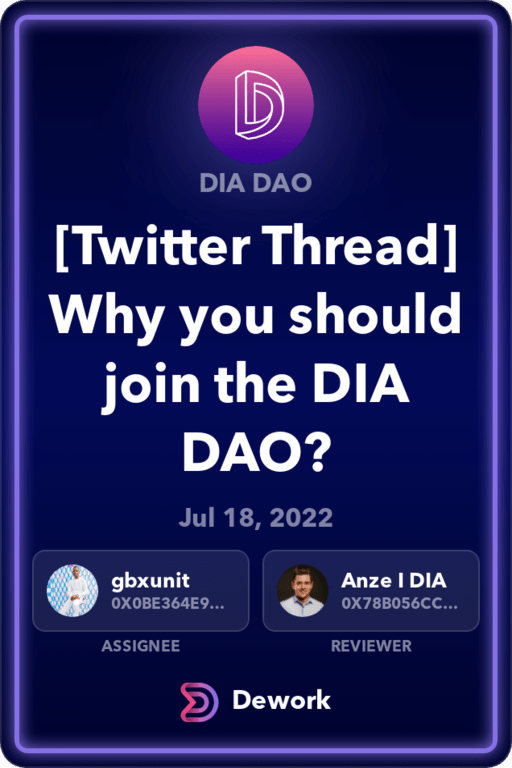 DIA DAO
[Twitter Thread]
Why you should
join the DIA
DAO?
Jul 18, 2022
gbxunit
0X0BE364E9...
Anze I DIA
0X78B056CC...
ASSIGNEE
REVIEWER
Dework